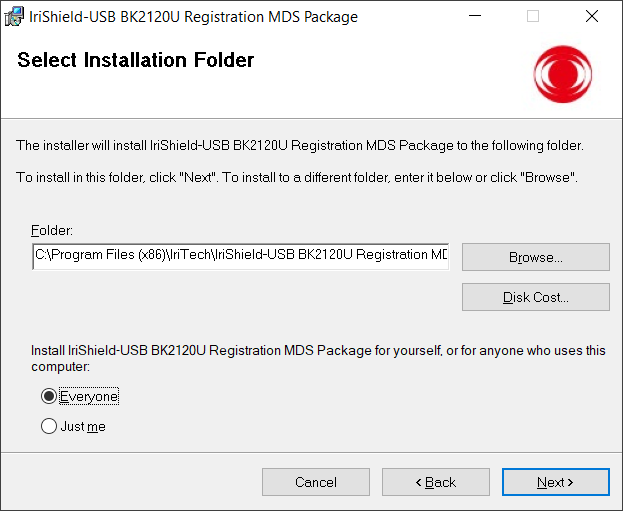 IriShield-USB BK2120U Registration MDS Package
Select Installation Folder
The installer will install IriShield-USB BK2120U Registration MDS Package to the following folder.
To install in this folder, click "Next". To install to a different folder, enter it below or click "Browse".
Folder:
C:\Program Files (x86)\IriTech\IriShield-USB BK2120U Registration MD
Browse...
Disk Cost...
Install IriShield-USB BK2120U Registration MDS Package for yourself, or for anyone who uses this
computer:
Everyone
Just me
Cancel
< Back
Next >